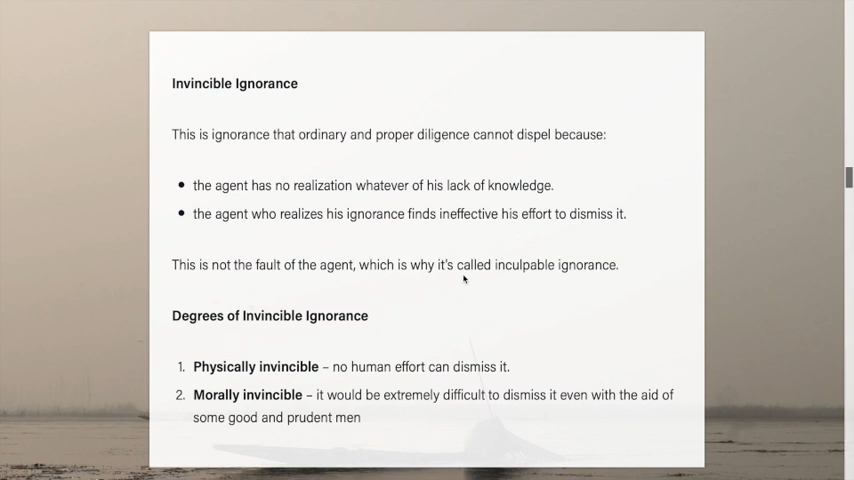 Invincible Ignorance
This is ignorance that ordinary and proper diligence cannot dispel because:
• the agent has no realization whatever of his lack of knowledge.
• the agent who realizes his ignorance finds ineffective his effort to dismiss it.
This is not the fault of the agent, which is why it's called inculpable ignorance.
Degrees of Invincible Ignorance
1. Physically invincible – no human effort can dismiss it.
2. Morally invincible – it would be extremely difficult to dismiss it even with the aid of
some good and prudent men